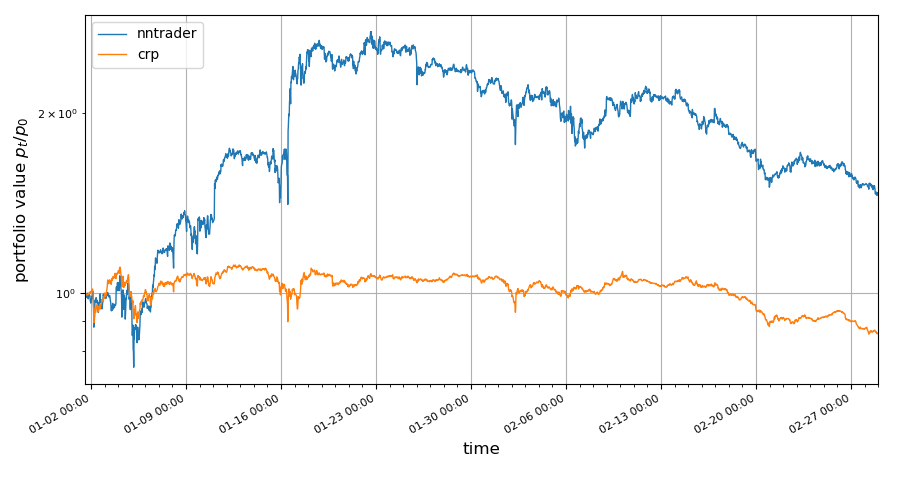 nntrader
crp
portfolio value pₜ/p₀
2 × 10⁰
10⁰
01-02 00:00
01-09 00:00
01-16 00:00
01-23 00:00
01-30 00:00
02-06 00:00
02-13 00:00
02-20 00:00
02-27 00:00
time